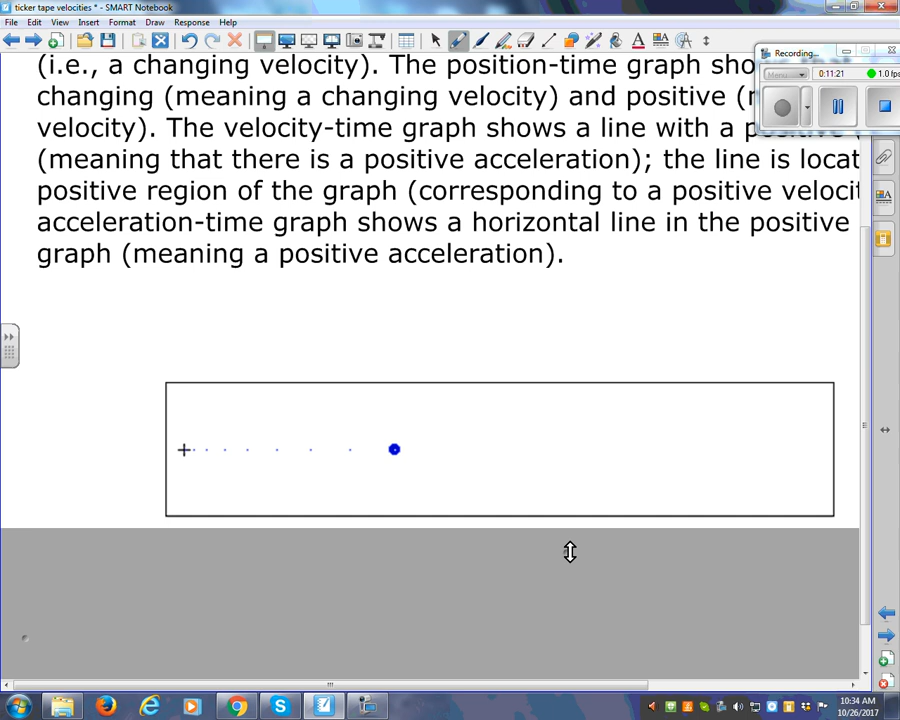 ticker tape velocities * - SMART Notebook
File Edit View Insert Format Draw Response Help
(i.e., a changing velocity). The position-time graph
Recording...
Menu
0:11:21
1.0 fps
changing (meaning a changing velocity) and positive
velocity). The velocity-time graph shows a line with a
(meaning that there is a positive acceleration); the line is locat
positive region of the graph (corresponding to a positive velocit
acceleration-time graph shows a horizontal line in the positive
graph (meaning a positive acceleration).
10:34 AM
10/26/2017